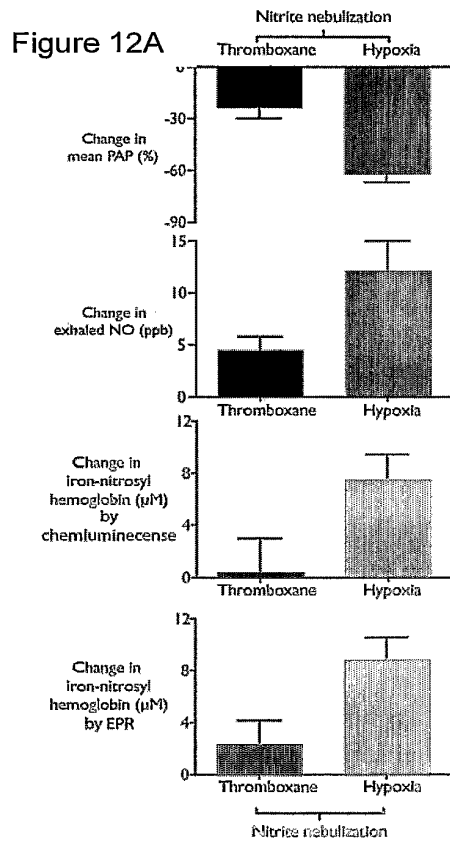 Figure 12A
Nitrite nebulization
Thromboxane Hypoxia
0
-30
-60
-90
Change in
mean PAP (%)
15
10
5
0
Change in
exhaled NO (ppb)
Thromboxane Hypoxia
12
8
4
0
Change in
iron-nitrosyl
hemoglobin (µM)
by
chemluminecense
Thromboxane Hypoxia
12
8
4
0
Change in
iron-nitrosyl
hemoglobin (µM)
by EPR
Thromboxane Hypoxia
Nitrite nebulization